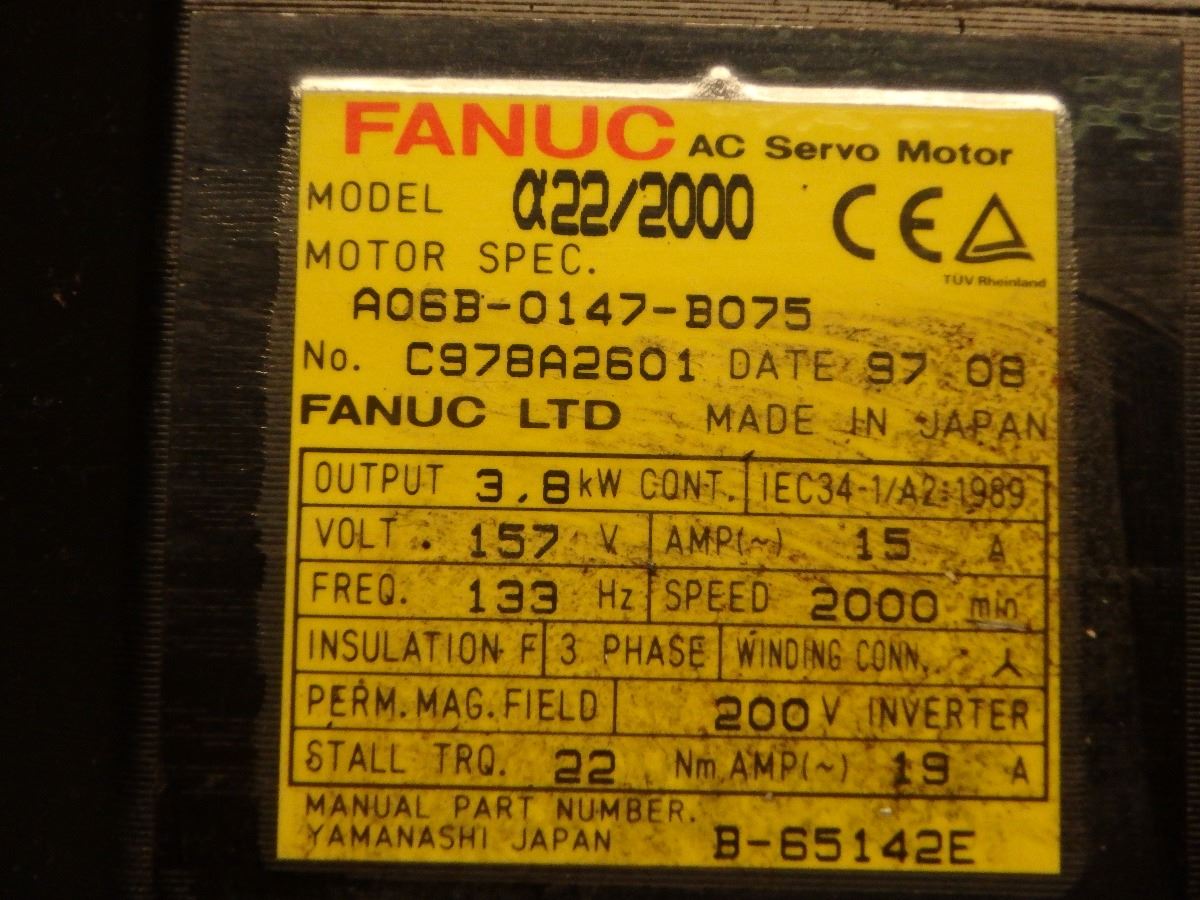 FANUC AC Servo Motor
MODEL α22/2000
CE
TÜV Rheinland
MOTOR SPEC.
A06B-0147-B075
No. C978A2601 DATE 97 08
FANUC LTD MADE IN JAPAN
OUTPUT 3.8 kW CONT. IEC34-1/A2:1989
VOLT. 157 V AMP(~) 15 A
FREQ. 133 Hz SPEED 2000 min
INSULATION F 3 PHASE WINDING CONN. 人
PERM.MAG.FIELD 200 V INVERTER
STALL TRQ. 22 Nm AMP(~) 19 A
MANUAL PART NUMBER.
YAMANASHI JAPAN B-65142E